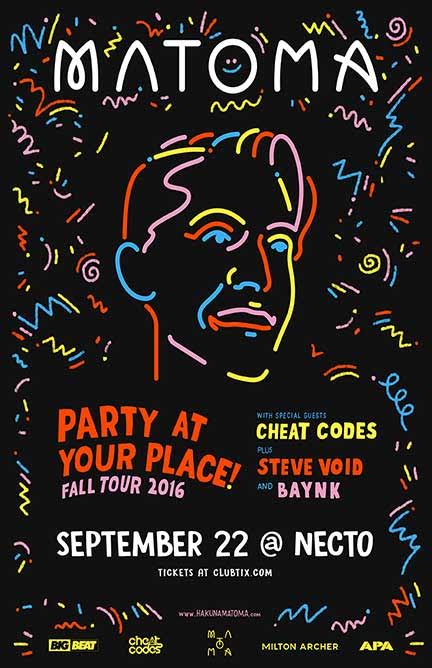 MATOMA
PARTY AT
YOUR PLACE!
FALL TOUR 2016
WITH SPECIAL GUESTS
CHEAT CODES
PLUS
STEVE VOID
AND BAYNK
SEPTEMBER 22 @ NECTO
TICKETS AT CLUBTIX.COM
WWW.HAKUNAMATOMA.COM
BIG BEAT
cheat codes
MATOMA
MILTON ARCHER
APA